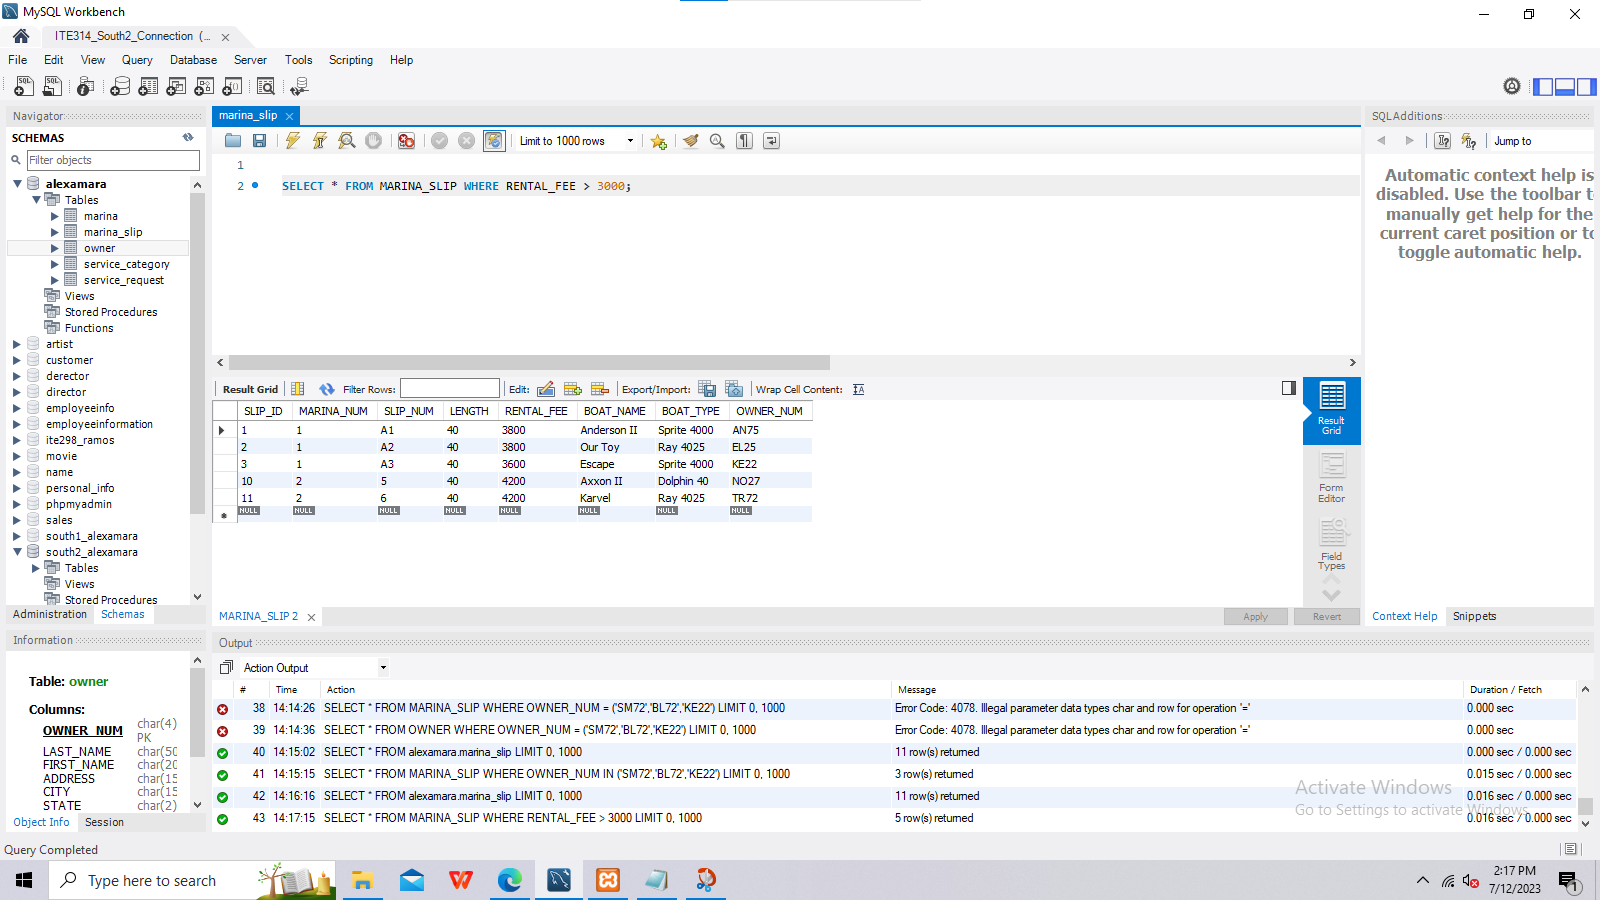 MySQL Workbench
ITE314_South2_Connection (...
File Edit View Query Database Server Tools Scripting Help
Navigator
SCHEMAS
Filter objects
alexamara
Tables
marina
marina_slip
owner
service_category
service_request
Views
Stored Procedures
Functions
artist
customer
derector
director
employeeinfo
employeeinformation
ite298_ramos
movie
name
personal_info
phpmyadmin
sales
south1_alexamara
south2_alexamara
Tables
Views
Stored Procedures
Administration Schemas
Information
Table: owner
Columns:
OWNER_NUM char(4) PK
LAST_NAME char(50
FIRST_NAME char(20
ADDRESS char(15
CITY char(15
STATE char(2)
Object Info Session
Query Completed
marina_slip
Limit to 1000 rows
1
2 SELECT * FROM MARINA_SLIP WHERE RENTAL_FEE > 3000;
Result Grid Filter Rows: Edit: Export/Import: Wrap Cell Content:
SLIP_ID MARINA_NUM SLIP_NUM LENGTH RENTAL_FEE BOAT_NAME BOAT_TYPE OWNER_NUM
1 1 A1 40 3800 Anderson II Sprite 4000 AN75
2 1 A2 40 3800 Our Toy Ray 4025 EL25
3 1 A3 40 3600 Escape Sprite 4000 KE22
10 2 5 40 4200 Axxon II Dolphin 40 NO27
11 2 6 40 4200 Karvel Ray 4025 TR72
NULL NULL NULL NULL NULL NULL NULL NULL
Result Grid
Form Editor
Field Types
MARINA_SLIP 2
Apply Revert
SQLAdditions
Jump to
Automatic context help is
disabled. Use the toolbar t
manually get help for the
current caret position or to
toggle automatic help.
Context Help Snippets
Output
Action Output
# Time Action Message Duration / Fetch
38 14:14:26 SELECT * FROM MARINA_SLIP WHERE OWNER_NUM = ('SM72','BL72','KE22') LIMIT 0, 1000 Error Code: 4078. Illegal parameter data types char and row for operation '=' 0.000 sec
39 14:14:36 SELECT * FROM OWNER WHERE OWNER_NUM = ('SM72','BL72','KE22') LIMIT 0, 1000 Error Code: 4078. Illegal parameter data types char and row for operation '=' 0.000 sec
40 14:15:02 SELECT * FROM alexamara.marina_slip LIMIT 0, 1000 11 row(s) returned 0.000 sec / 0.000 sec
41 14:15:15 SELECT * FROM MARINA_SLIP WHERE OWNER_NUM IN ('SM72','BL72','KE22') LIMIT 0, 1000 3 row(s) returned 0.015 sec / 0.000 sec
42 14:16:16 SELECT * FROM alexamara.marina_slip LIMIT 0, 1000 11 row(s) returned 0.016 sec / 0.000 sec
43 14:17:15 SELECT * FROM MARINA_SLIP WHERE RENTAL_FEE > 3000 LIMIT 0, 1000 5 row(s) returned 0.016 sec / 0.000 sec
Activate Windows
Go to Settings to activate Windows.
Type here to search
2:17 PM
7/12/2023
1